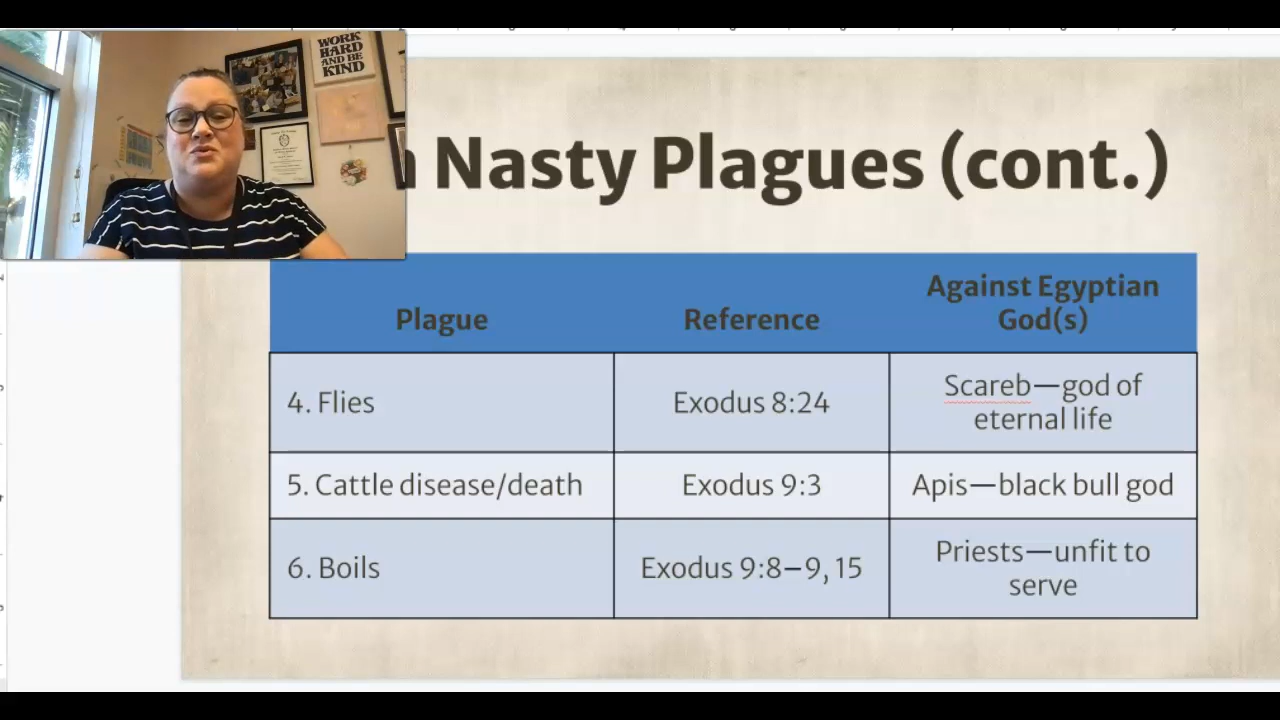 WORK
HARD
AND BE
KIND
Nasty Plagues (cont.)
Plague
Reference
Against Egyptian
God(s)
4. Flies
Exodus 8:24
Scareb—god of
eternal life
5. Cattle disease/death
Exodus 9:3
Apis—black bull god
6. Boils
Exodus 9:8–9, 15
Priests—unfit to
serve